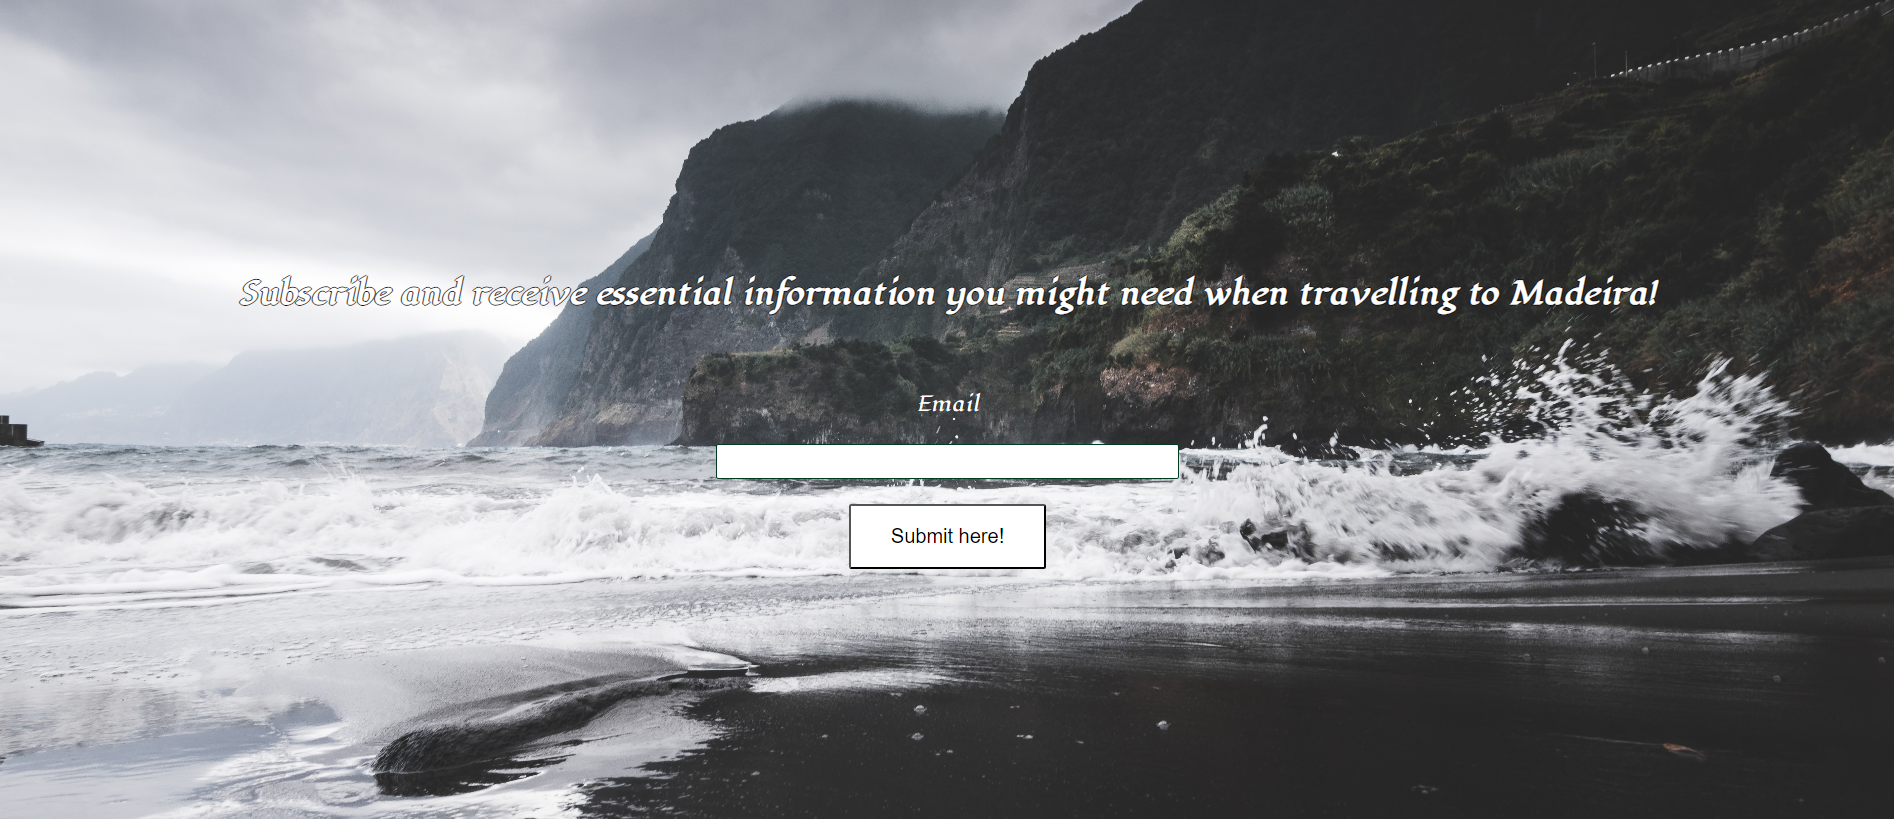 Subscribe and receive essential information you might need when travelling to Madeira!
Email
Submit here!